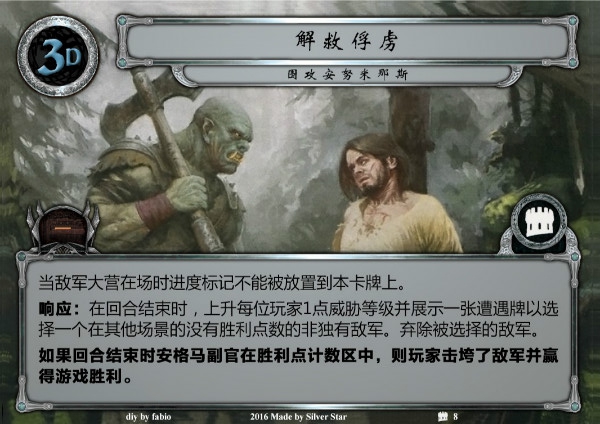 3D
解救俘虏
围攻安努米那斯
当敌军大营在场时进度标记不能被放置到本卡牌上。
响应：在回合结束时，上升每位玩家1点威胁等级并展示一张遭遇牌以选
择一个在其他场景的没有胜利点数的非独有敌军。弃除被选择的敌军。
如果回合结束时安格马副官在胜利点计数区中，则玩家击垮了敌军并赢
得游戏胜利。
diy by fabio
2016 Made by Silver Star
8